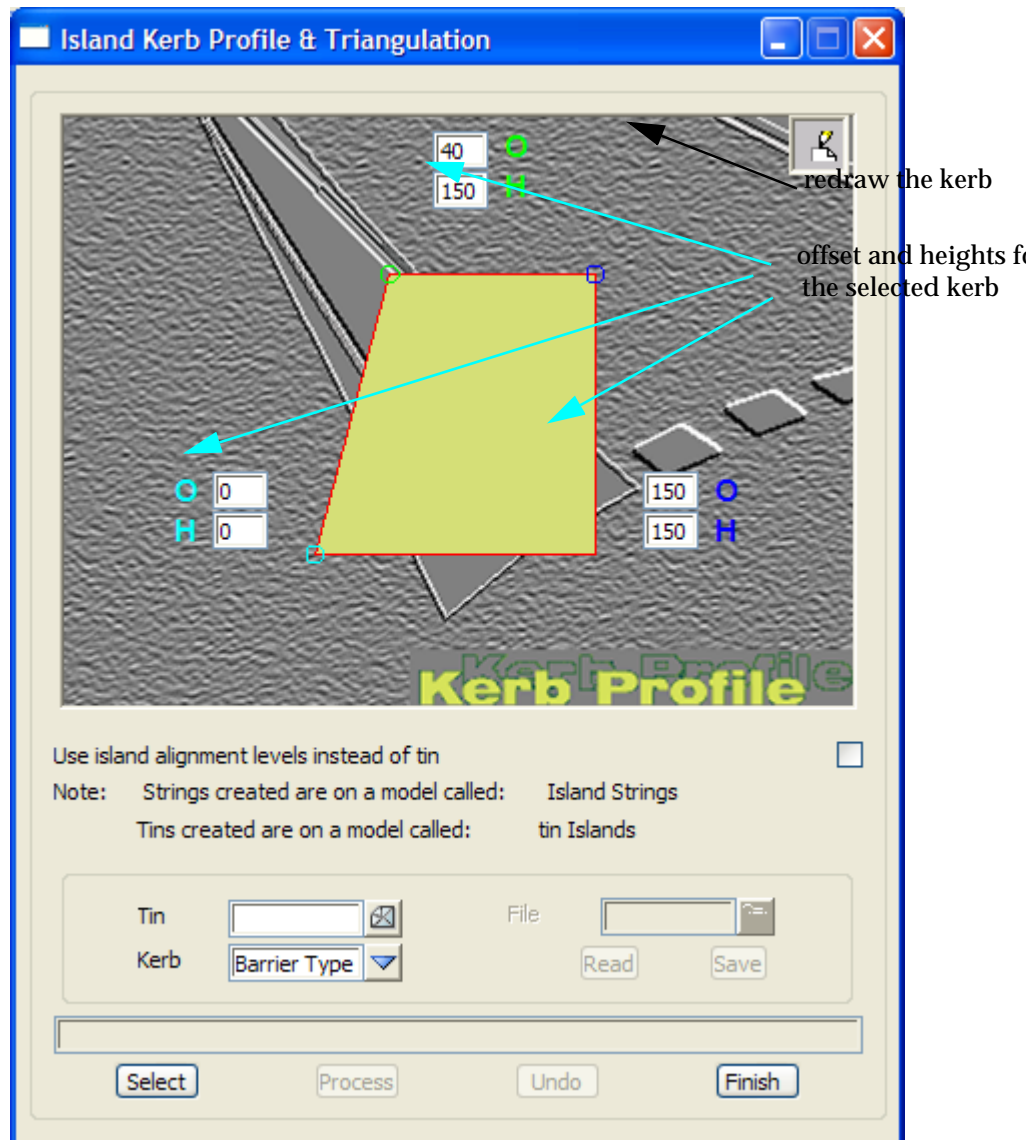 Island Kerb Profile & Triangulation
40 O
150 H
redraw the kerb
offset and heights fo
the selected kerb
O 0
H 0
150 O
150 H
Kerb Profile
Kerb Profile
Use island alignment levels instead of tin
Note: Strings created are on a model called: Island Strings
Tins created are on a model called: tin Islands
Tin
File
Kerb Barrier Type
Read Save
Select Process Undo Finish